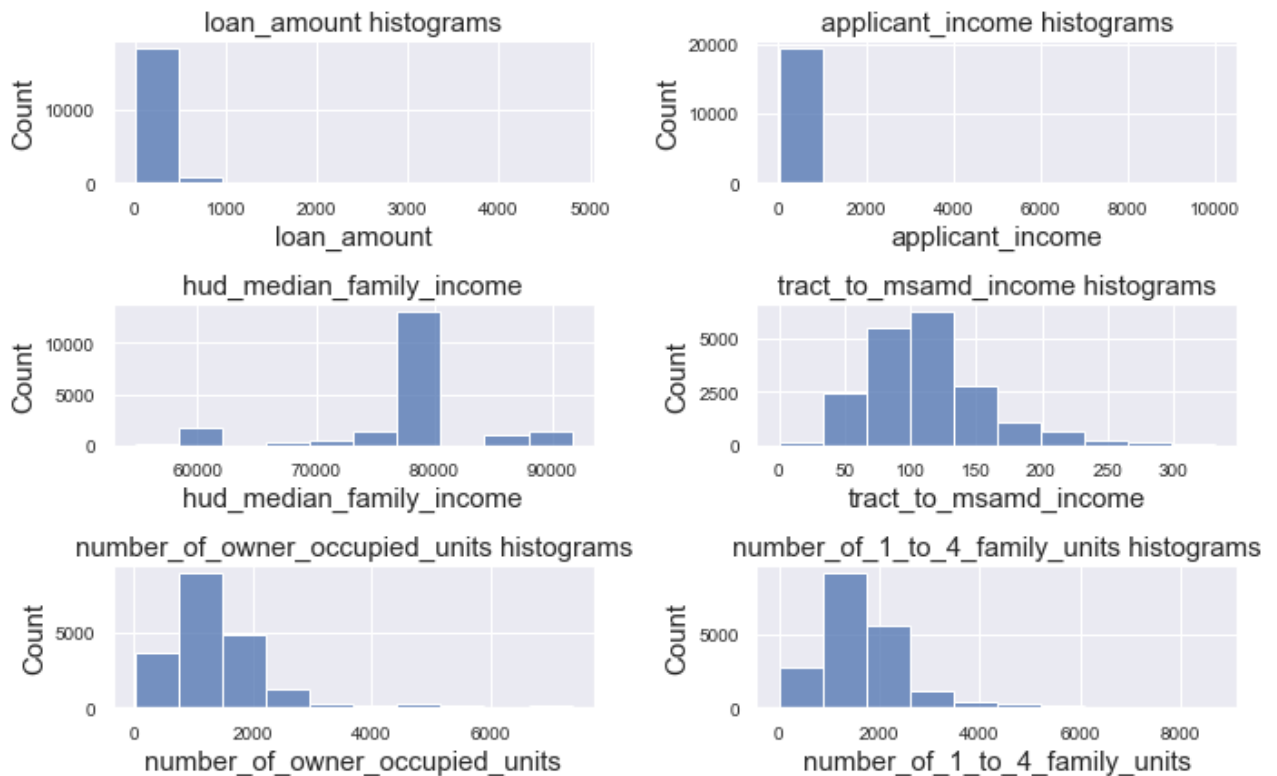 loan_amount histograms
Count
10000
0
0 1000 2000 3000 4000 5000
loan_amount
applicant_income histograms
Count
20000
10000
0
0 2000 4000 6000 8000 10000
applicant_income
hud_median_family_income
Count
10000
5000
0
60000 70000 80000 90000
hud_median_family_income
tract_to_msamd_income histograms
Count
5000
2500
0
0 50 100 150 200 250 300
tract_to_msamd_income
number_of_owner_occupied_units histograms
Count
5000
0
0 2000 4000 6000
number_of_owner_occupied_units
number_of_1_to_4_family_units histograms
Count
5000
0
0 2000 4000 6000 8000
number_of_1_to_4_family_units